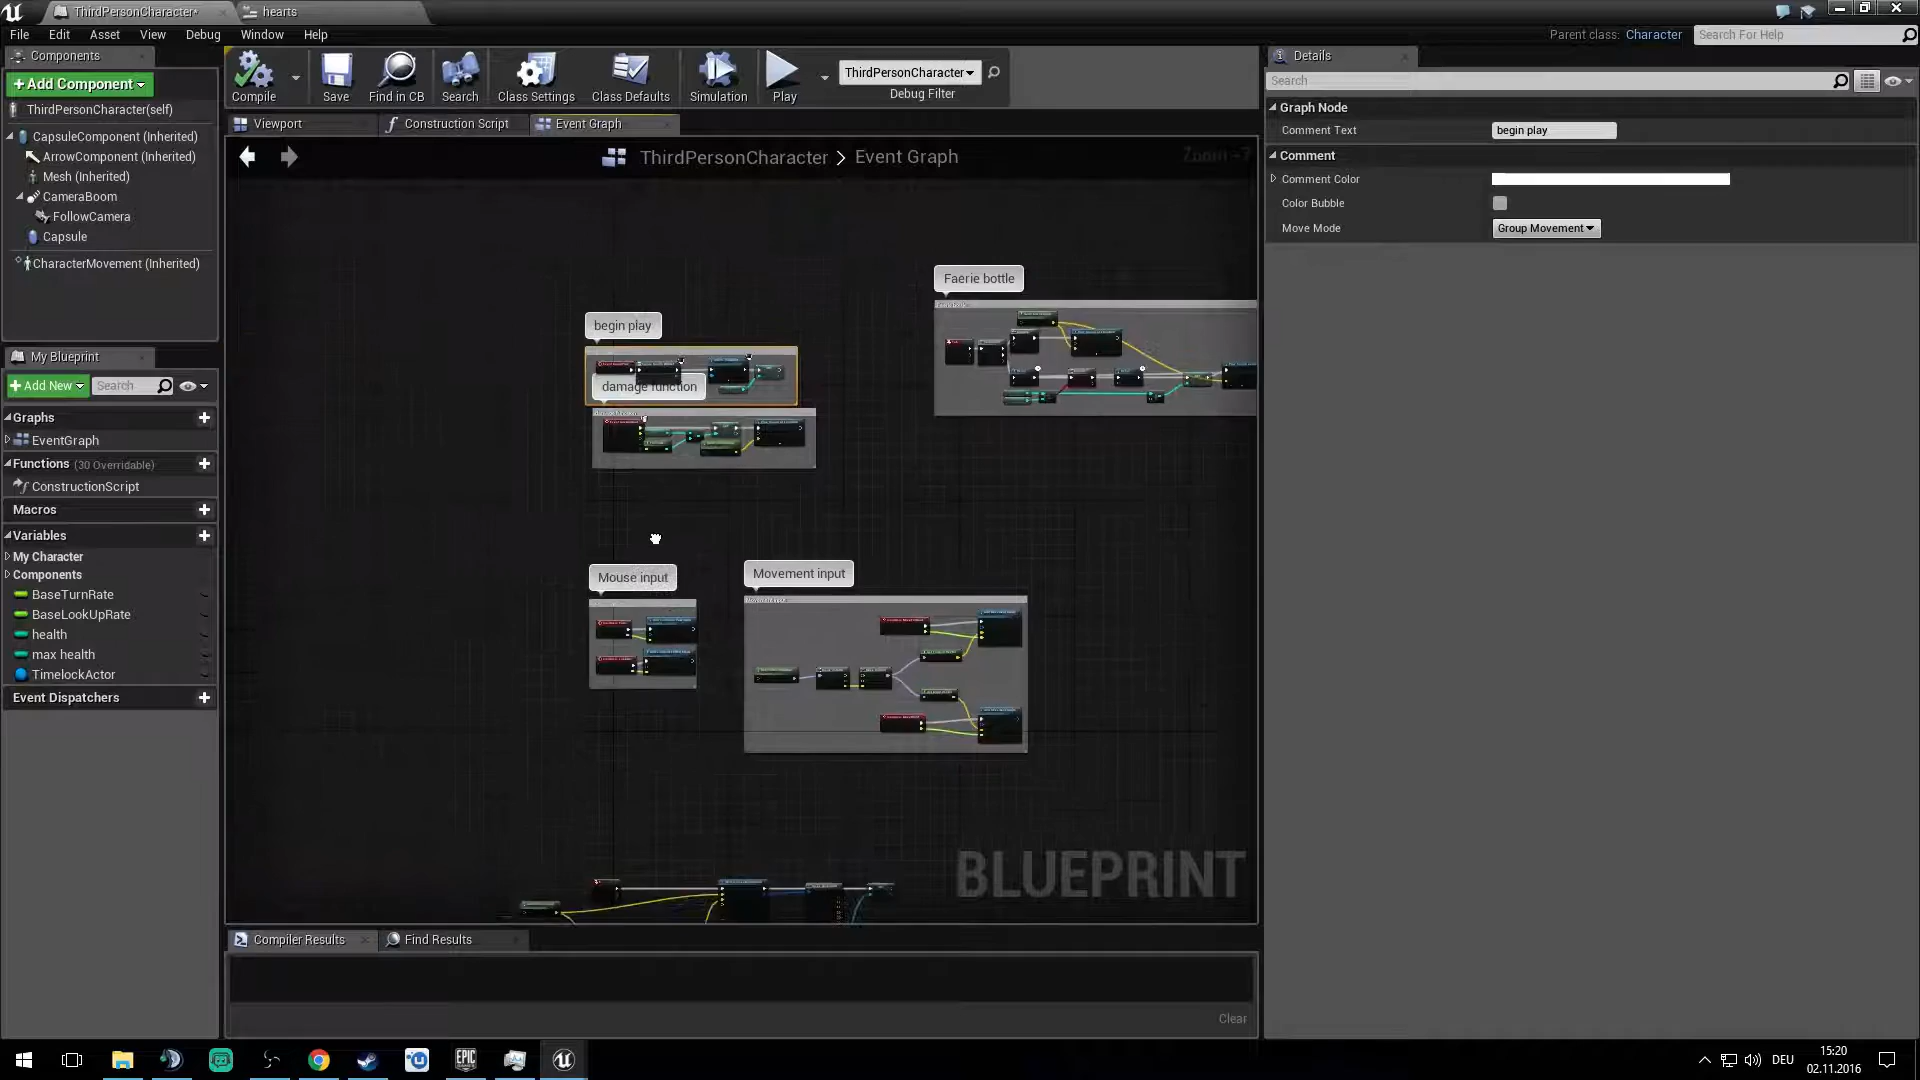 ThirdPersonCharacter*
hearts
File Edit Asset View Debug Window Help
Parent class: Character
Search For Help
Components
+ Add Component
ThirdPersonCharacter(self)
CapsuleComponent (Inherited)
ArrowComponent (Inherited)
Mesh (Inherited)
CameraBoom
FollowCamera
Capsule
CharacterMovement (Inherited)
My Blueprint
+ Add New
Search
Graphs
EventGraph
Functions (30 Overridable)
ConstructionScript
Macros
Variables
My Character
Components
BaseTurnRate
BaseLookUpRate
health
max health
TimelockActor
Event Dispatchers
Compile Save Find in CB Search Class Settings Class Defaults Simulation Play
ThirdPersonCharacter
Debug Filter
Viewport
Construction Script
Event Graph
ThirdPersonCharacter > Event Graph
Zoom -7
Faerie bottle
begin play
damage function
Mouse input
Movement input
BLUEPRINT
Compiler Results
Find Results
Clear
Details
Search
Graph Node
Comment Text
begin play
Comment
Comment Color
Color Bubble
Move Mode
Group Movement
EPIC
GAMES
DEU
15:20
02.11.2016